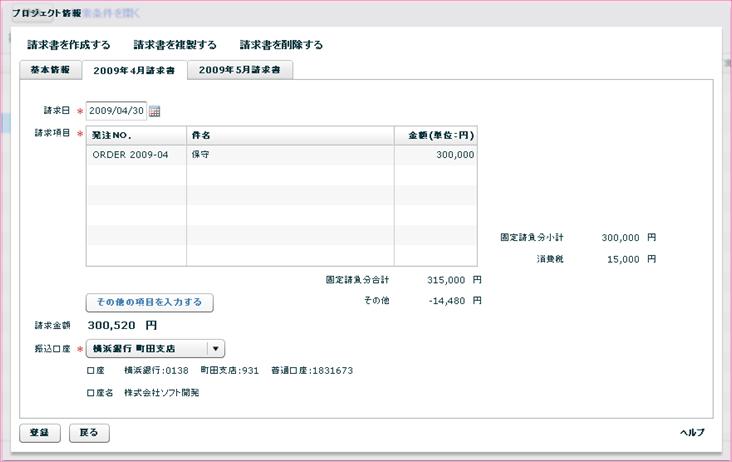 プロジェクト情報
請求書を作成する 請求書を複製する 請求書を削除する
基本情報 2009年4月請求書 2009年5月請求書
請求日 * 2009/04/30
請求項目 * 発注NO. 件名 金額(単位:円)
ORDER 2009-04 保守 300,000
固定請負分小計 300,000 円
消費税 15,000 円
固定請負分合計 315,000 円
その他の項目を入力する その他 -14,480 円
請求金額 300,520 円
振込口座 * 横浜銀行 町田支店
口座 横浜銀行:0138 町田支店:931 普通口座:1831673
口座名 株式会社ソフト開発
登録 戻る ヘルプ